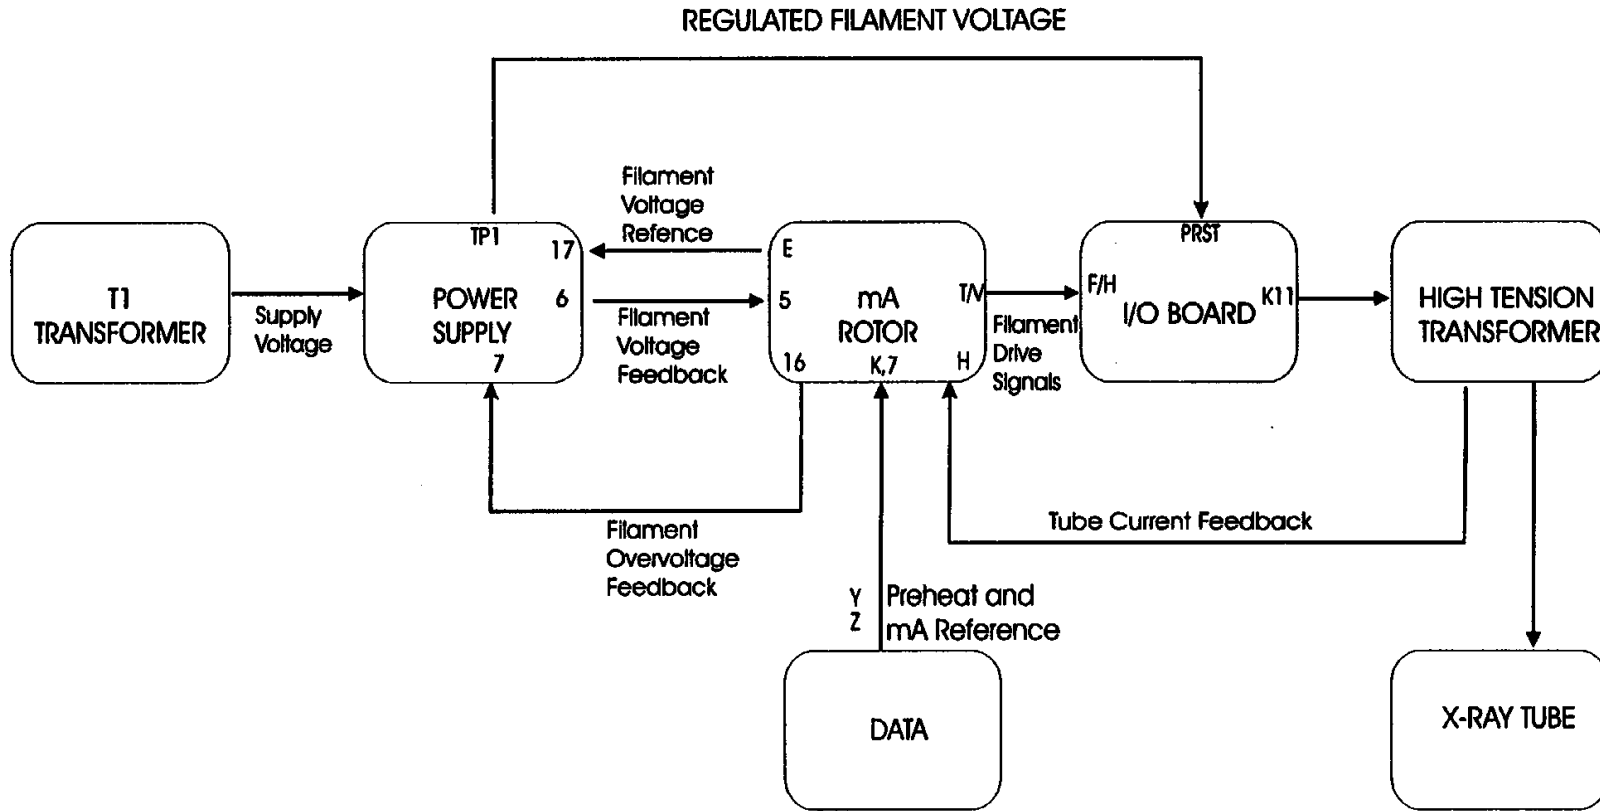 REGULATED FILAMENT VOLTAGE
Filament
Voltage
Refence
TP1
17
E
PRST
T1
TRANSFORMER
Supply
Voltage
POWER
SUPPLY
6
7
Filament
Voltage
Feedback
5
mA
ROTOR
T/V
16
K,7
H
Filament
Drive
Signals
F/H
I/O BOARD
K11
HIGH TENSION
TRANSFORMER
Filament
Overvoltage
Feedback
Tube Current Feedback
Y
Z
Preheat and
mA Reference
DATA
X-RAY TUBE